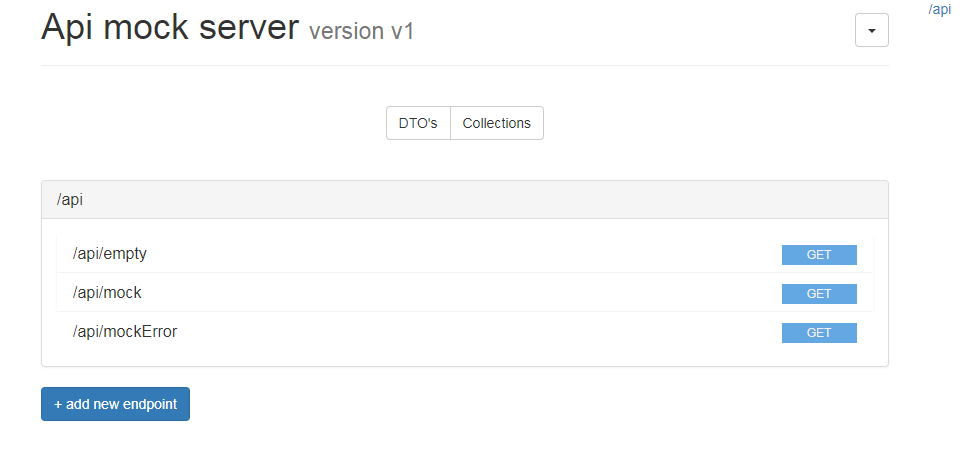 Api mock server version v1
/api
DTO's Collections
/api
/api/empty GET
/api/mock GET
/api/mockError GET
+ add new endpoint